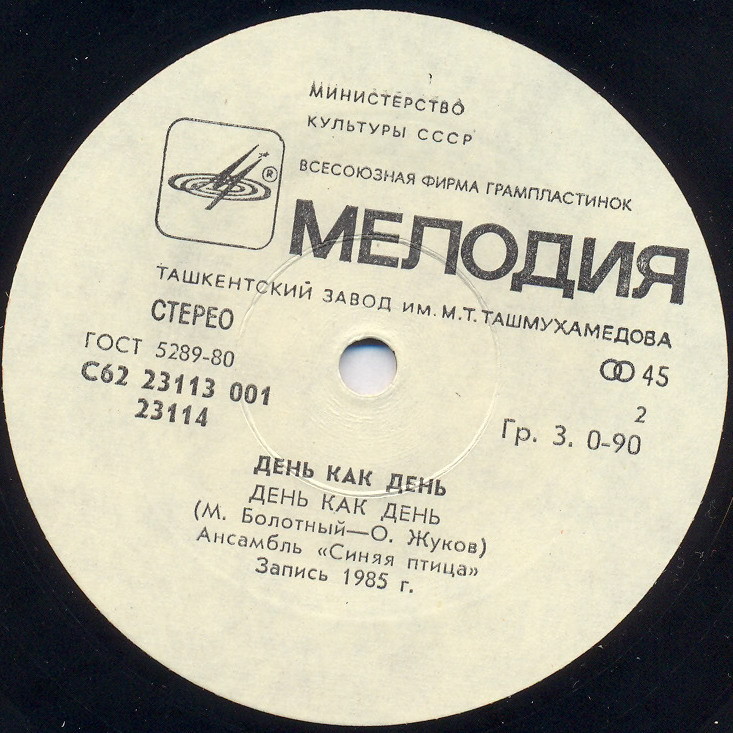 МИНИСТЕРСТВО
КУЛЬТУРЫ СССР
ВСЕСОЮЗНАЯ ФИРМА ГРАМПЛАСТИНОК
®
МЕЛОДИЯ
ТАШКЕНТСКИЙ ЗАВОД ИМ. М.Т. ТАШМУХАМЕДОВА
СТЕРЕО
ГОСТ 5289-80
С62 23113 001
23114
45
2
Гр. 3. 0-90
ДЕНЬ КАК ДЕНЬ
ДЕНЬ КАК ДЕНЬ
(М. Болотный—О. Жуков)
Ансамбль «Синяя птица»
Запись 1985 г.